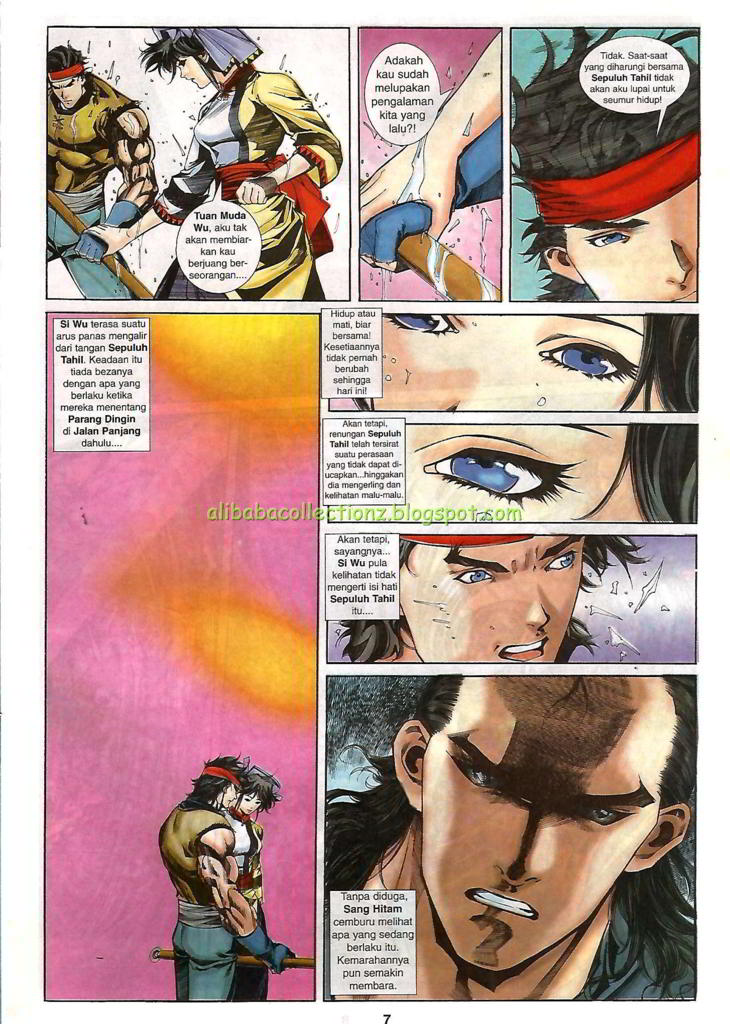 Tuan Muda
Wu, aku tak
akan membiar-
kan kau
berjuang ber-
seorangan....
Adakah
kau sudah
melupakan
pengalaman
kita yang
lalu?!
Tidak. Saat-saat
yang diharungi bersama
Sepuluh Tahil tidak
akan aku lupai untuk
seumur hidup!
Si Wu terasa suatu
arus panas mengalir
dari tangan Sepuluh
Tahil. Keadaan itu
tiada bezanya
dengan apa yang
berlaku ketika
mereka menentang
Parang Dingin
di Jalan Panjang
dahulu....
Hidup atau
mati, biar
bersama!
Kesetiaannya
tidak pernah
berubah
sehingga
hari ini!
Akan tetapi,
renungan Sepuluh
Tahil telah tersirat
suatu perasaan
yang tidak dapat di-
ucapkan...hinggakan
dia mengerling dan
kelihatan malu-malu.
alibabacollectionz.blogspot.com
Akan tetapi,
sayangnya...
Si Wu pula
kelihatan tidak
mengerti isi hati
Sepuluh Tahil
itu....
Tanpa diduga,
Sang Hitam
cemburu melihat
apa yang sedang
berlaku itu.
Kemarahannya
pun semakin
membara.
7